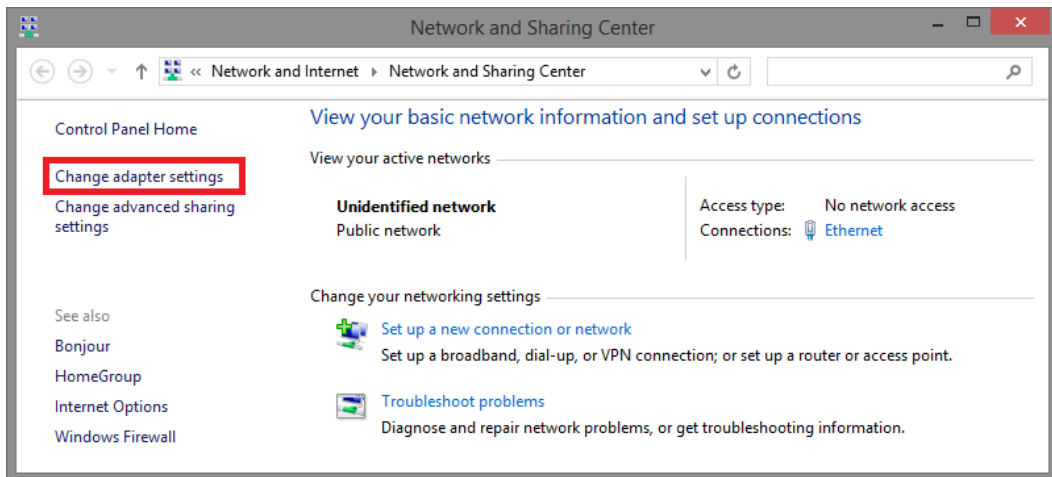 Network and Sharing Center
« Network and Internet ▸ Network and Sharing Center
Control Panel Home
Change adapter settings
Change advanced sharing
settings
See also
Bonjour
HomeGroup
Internet Options
Windows Firewall
View your basic network information and set up connections
View your active networks
Unidentified network
Public network
Access type: No network access
Connections: Ethernet
Change your networking settings
Set up a new connection or network
Set up a broadband, dial-up, or VPN connection; or set up a router or access point.
Troubleshoot problems
Diagnose and repair network problems, or get troubleshooting information.